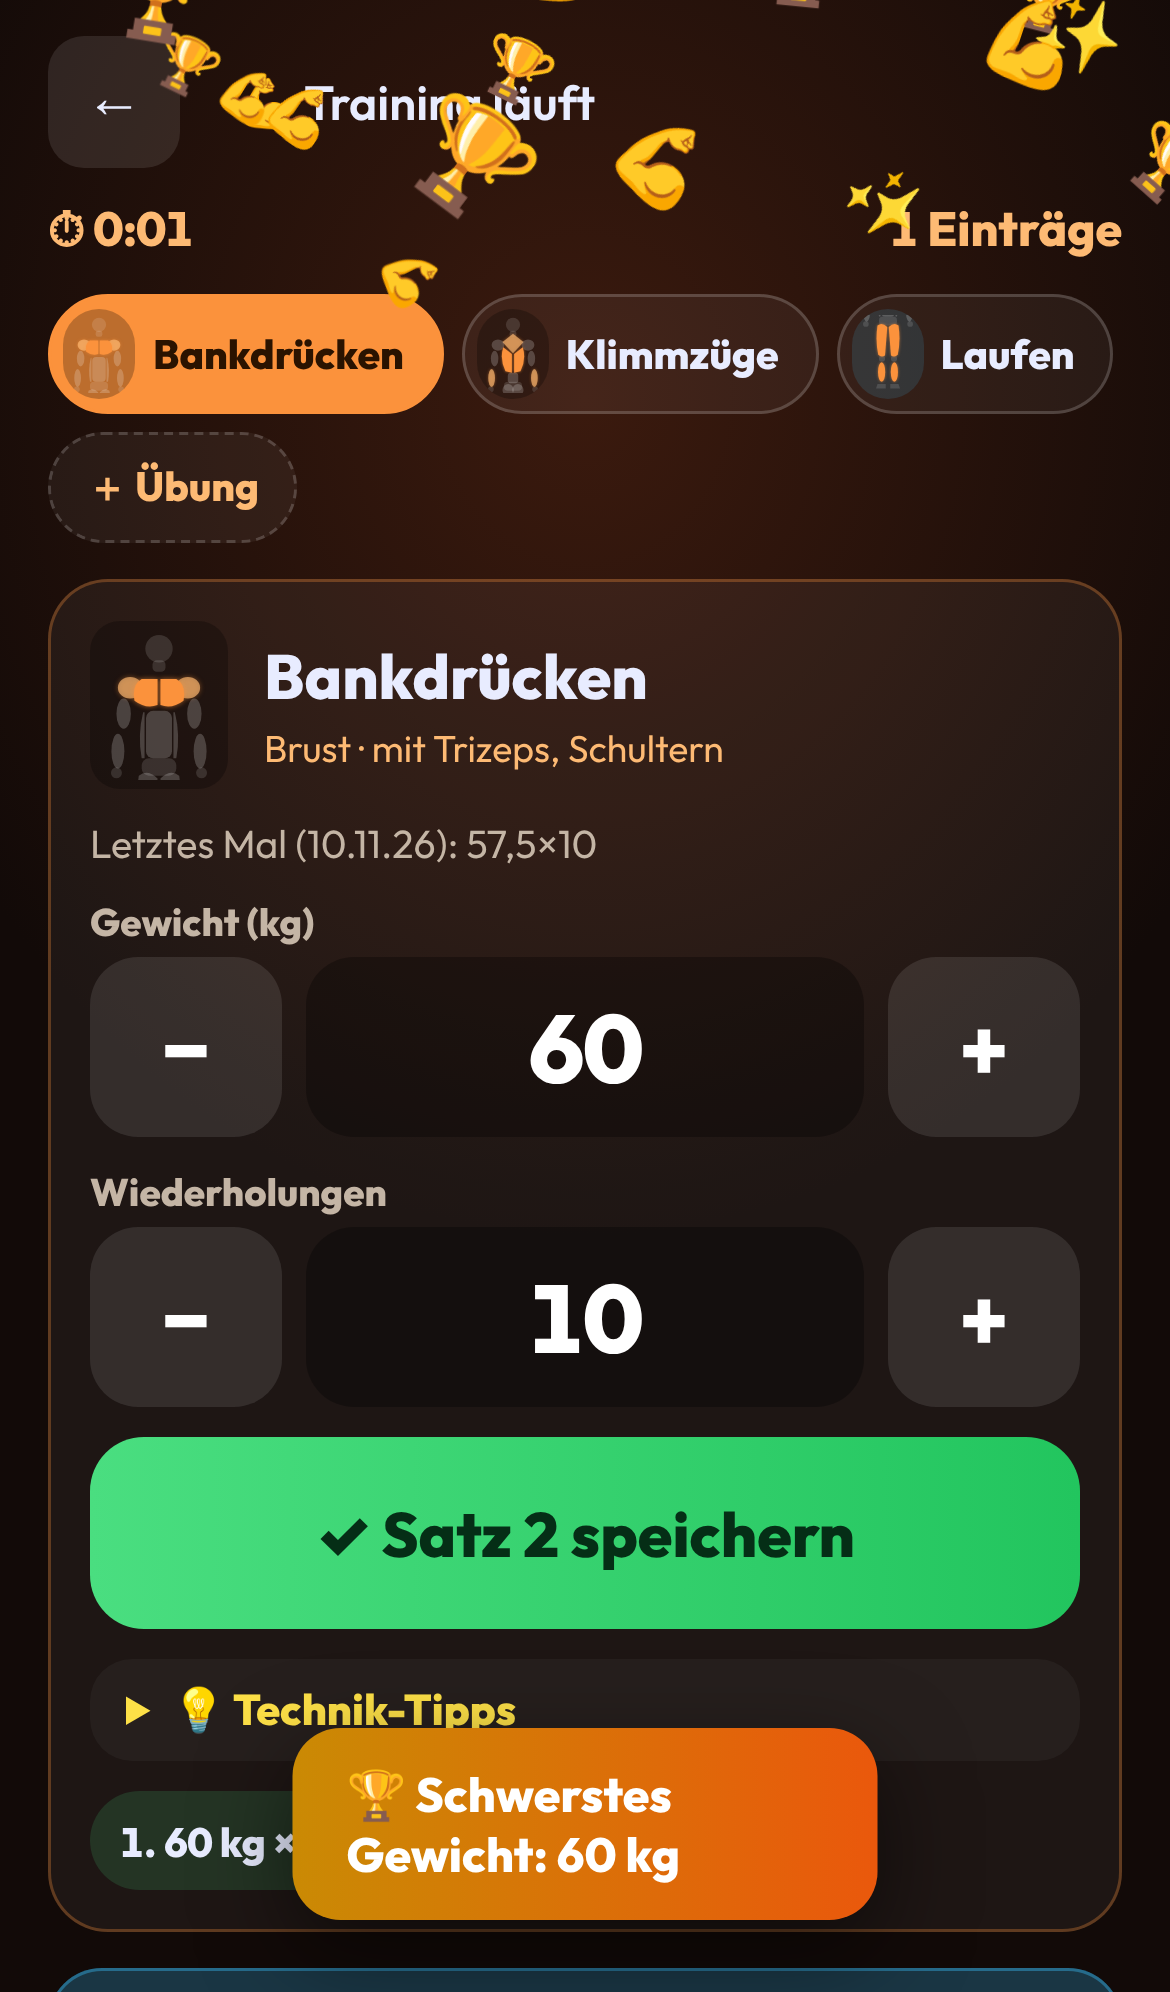 ← Training läuft
⏱ 0:01
1 Einträge
Bankdrücken
Klimmzüge
Laufen
+ Übung
Bankdrücken
Brust · mit Trizeps, Schultern
Letztes Mal (10.11.26): 57,5×10
Gewicht (kg)
− 60 +
Wiederholungen
− 10 +
✓ Satz 2 speichern
▶ 💡 Technik-Tipps
1. 60 kg ×
🏆 Schwerstes
Gewicht: 60 kg